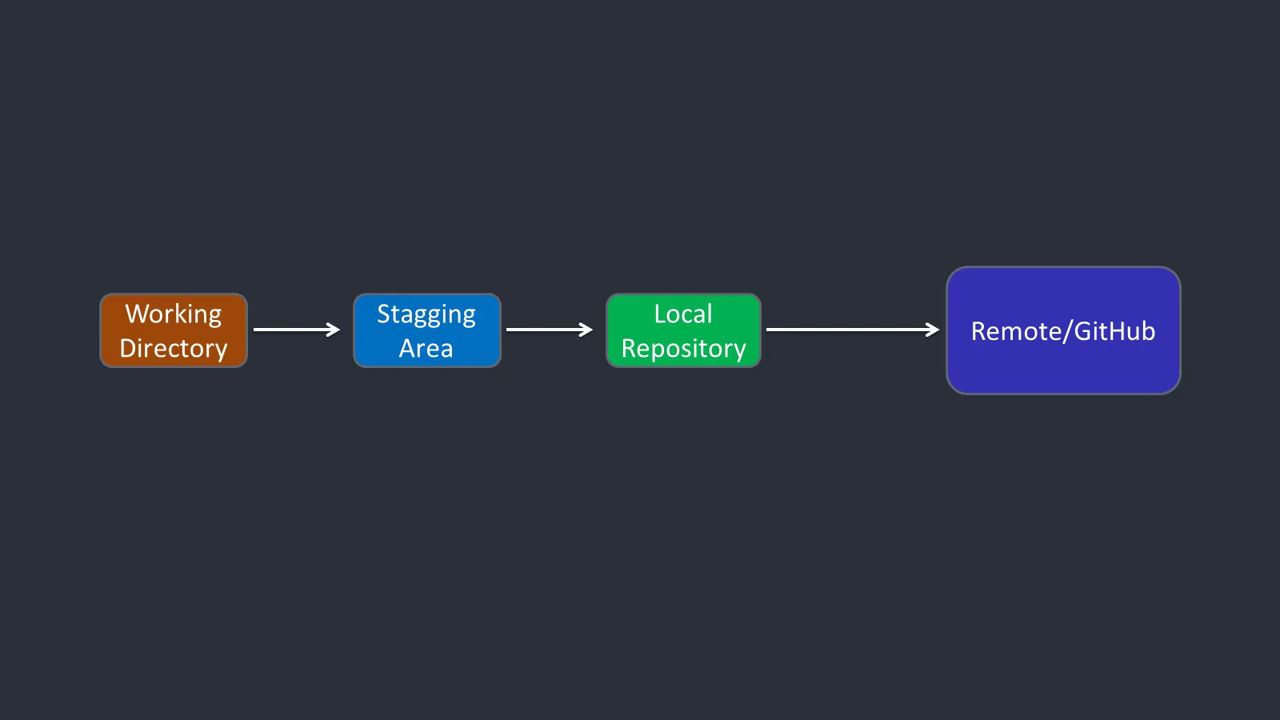 Working
Directory
Stagging
Area
Local
Repository
Remote/GitHub